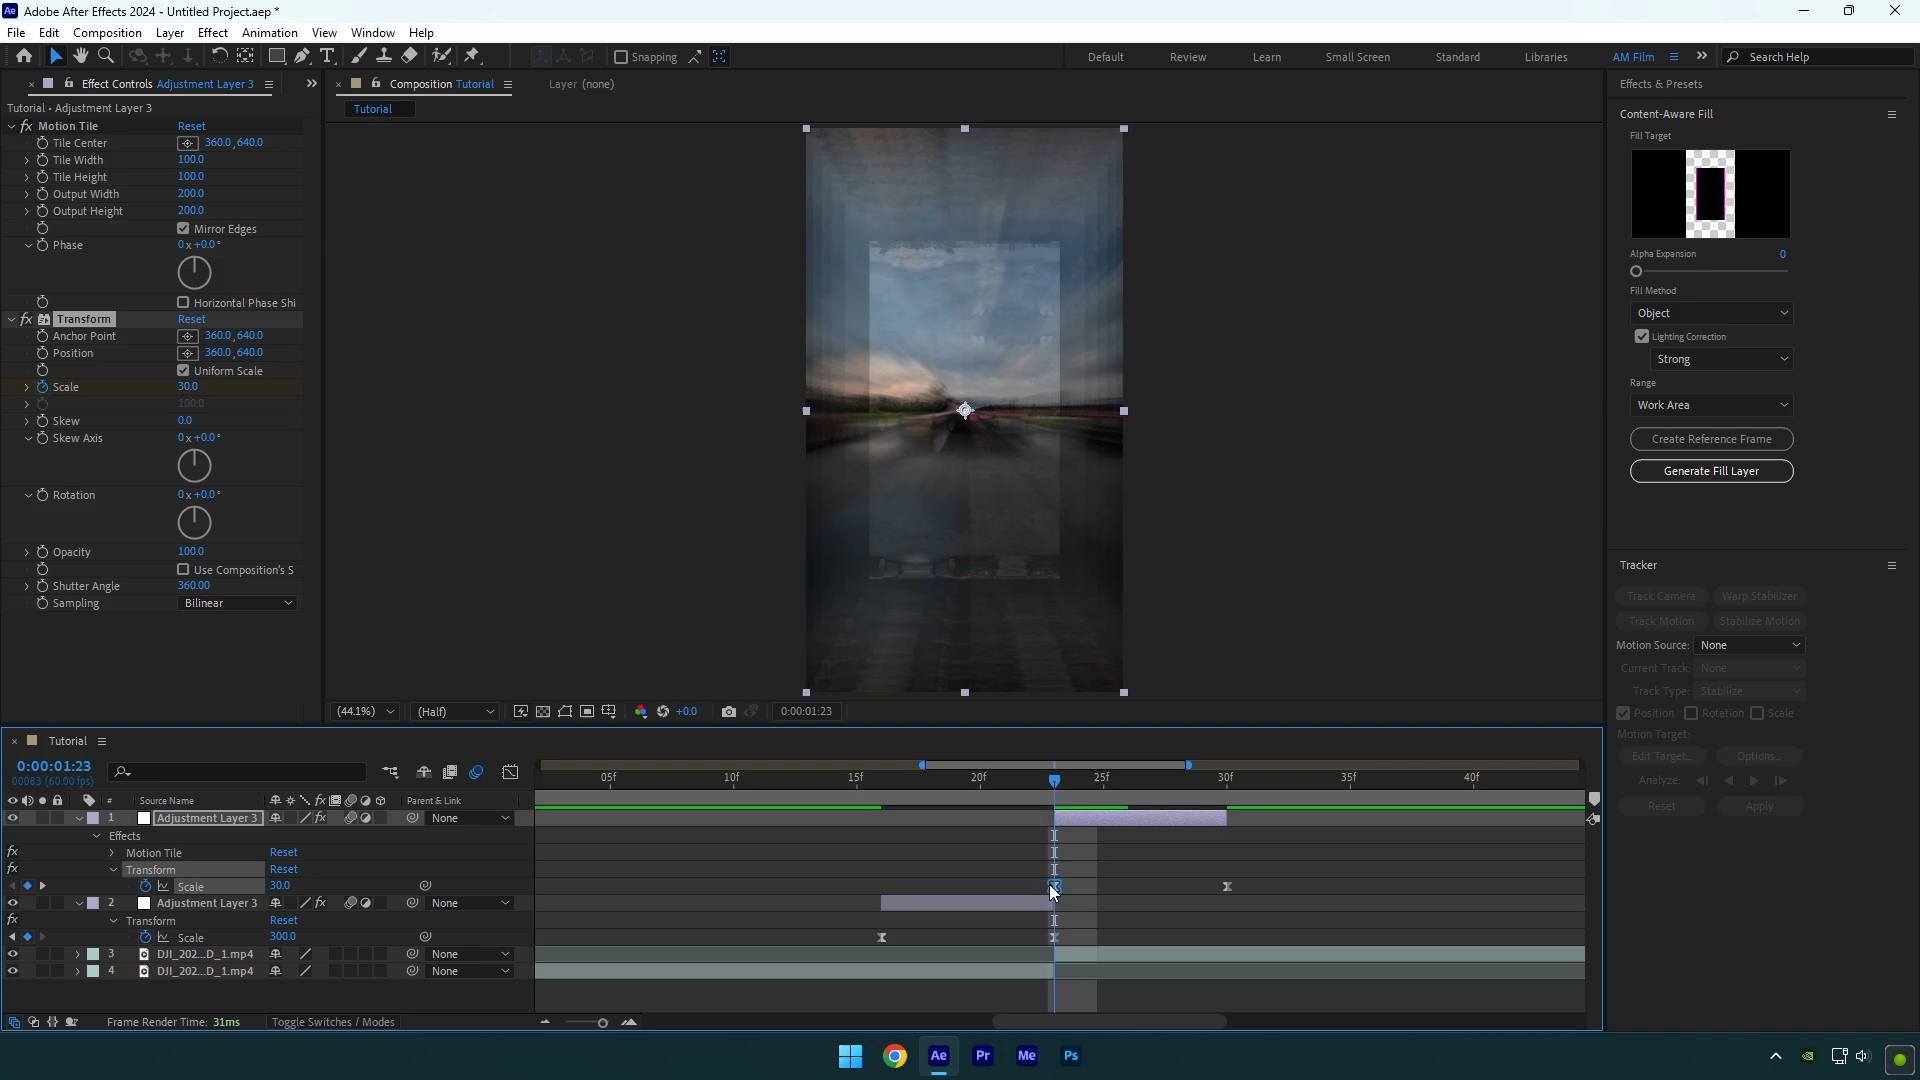 Adobe After Effects 2024 - Untitled Project.aep *
File Edit Composition Layer Effect Animation View Window Help
Snapping
Default Review Learn Small Screen Standard Libraries AM Film Search Help
Effect Controls Adjustment Layer 3
Composition Tutorial
Layer (none)
Tutorial
Tutorial • Adjustment Layer 3
fx Motion Tile Reset
Tile Center 360.0,640.0
Tile Width 100.0
Tile Height 100.0
Output Width 200.0
Output Height 200.0
Mirror Edges
Phase 0x+0.0°
Horizontal Phase Shi
fx Transform Reset
Anchor Point 360.0,640.0
Position 360.0,640.0
Uniform Scale
Scale 30.0
100.0
Skew 0.0
Skew Axis 0x+0.0°
Rotation 0x+0.0°
Opacity 100.0
Use Composition's S
Shutter Angle 360.00
Sampling Bilinear
(44.1%) (Half) +0.0 0:00:01:23
Effects & Presets
Content-Aware Fill
Fill Target
Alpha Expansion 0
Fill Method
Object
Lighting Correction
Strong
Range
Work Area
Create Reference Frame
Generate Fill Layer
Tracker
Track Camera Warp Stabilizer
Track Motion Stabilize Motion
Motion Source: None
Current Track: None
Track Type: Stabilize
Position Rotation Scale
Motion Target:
Edit Target... Options...
Analyze:
Reset Apply
Tutorial
0:00:01:23
00083 (60.00 fps)
05f 10f 15f 20f 25f 30f 35f 40f
# Source Name fx Parent & Link
1 Adjustment Layer 3 fx None
Effects
fx Motion Tile Reset
fx Transform Reset
Scale 30.0
2 Adjustment Layer 3 fx None
fx Transform Reset
Scale 300.0
3 DJI_202...D_1.mp4 None
4 DJI_202...D_1.mp4 None
Frame Render Time: 31ms Toggle Switches / Modes
Ae Pr Me Ps